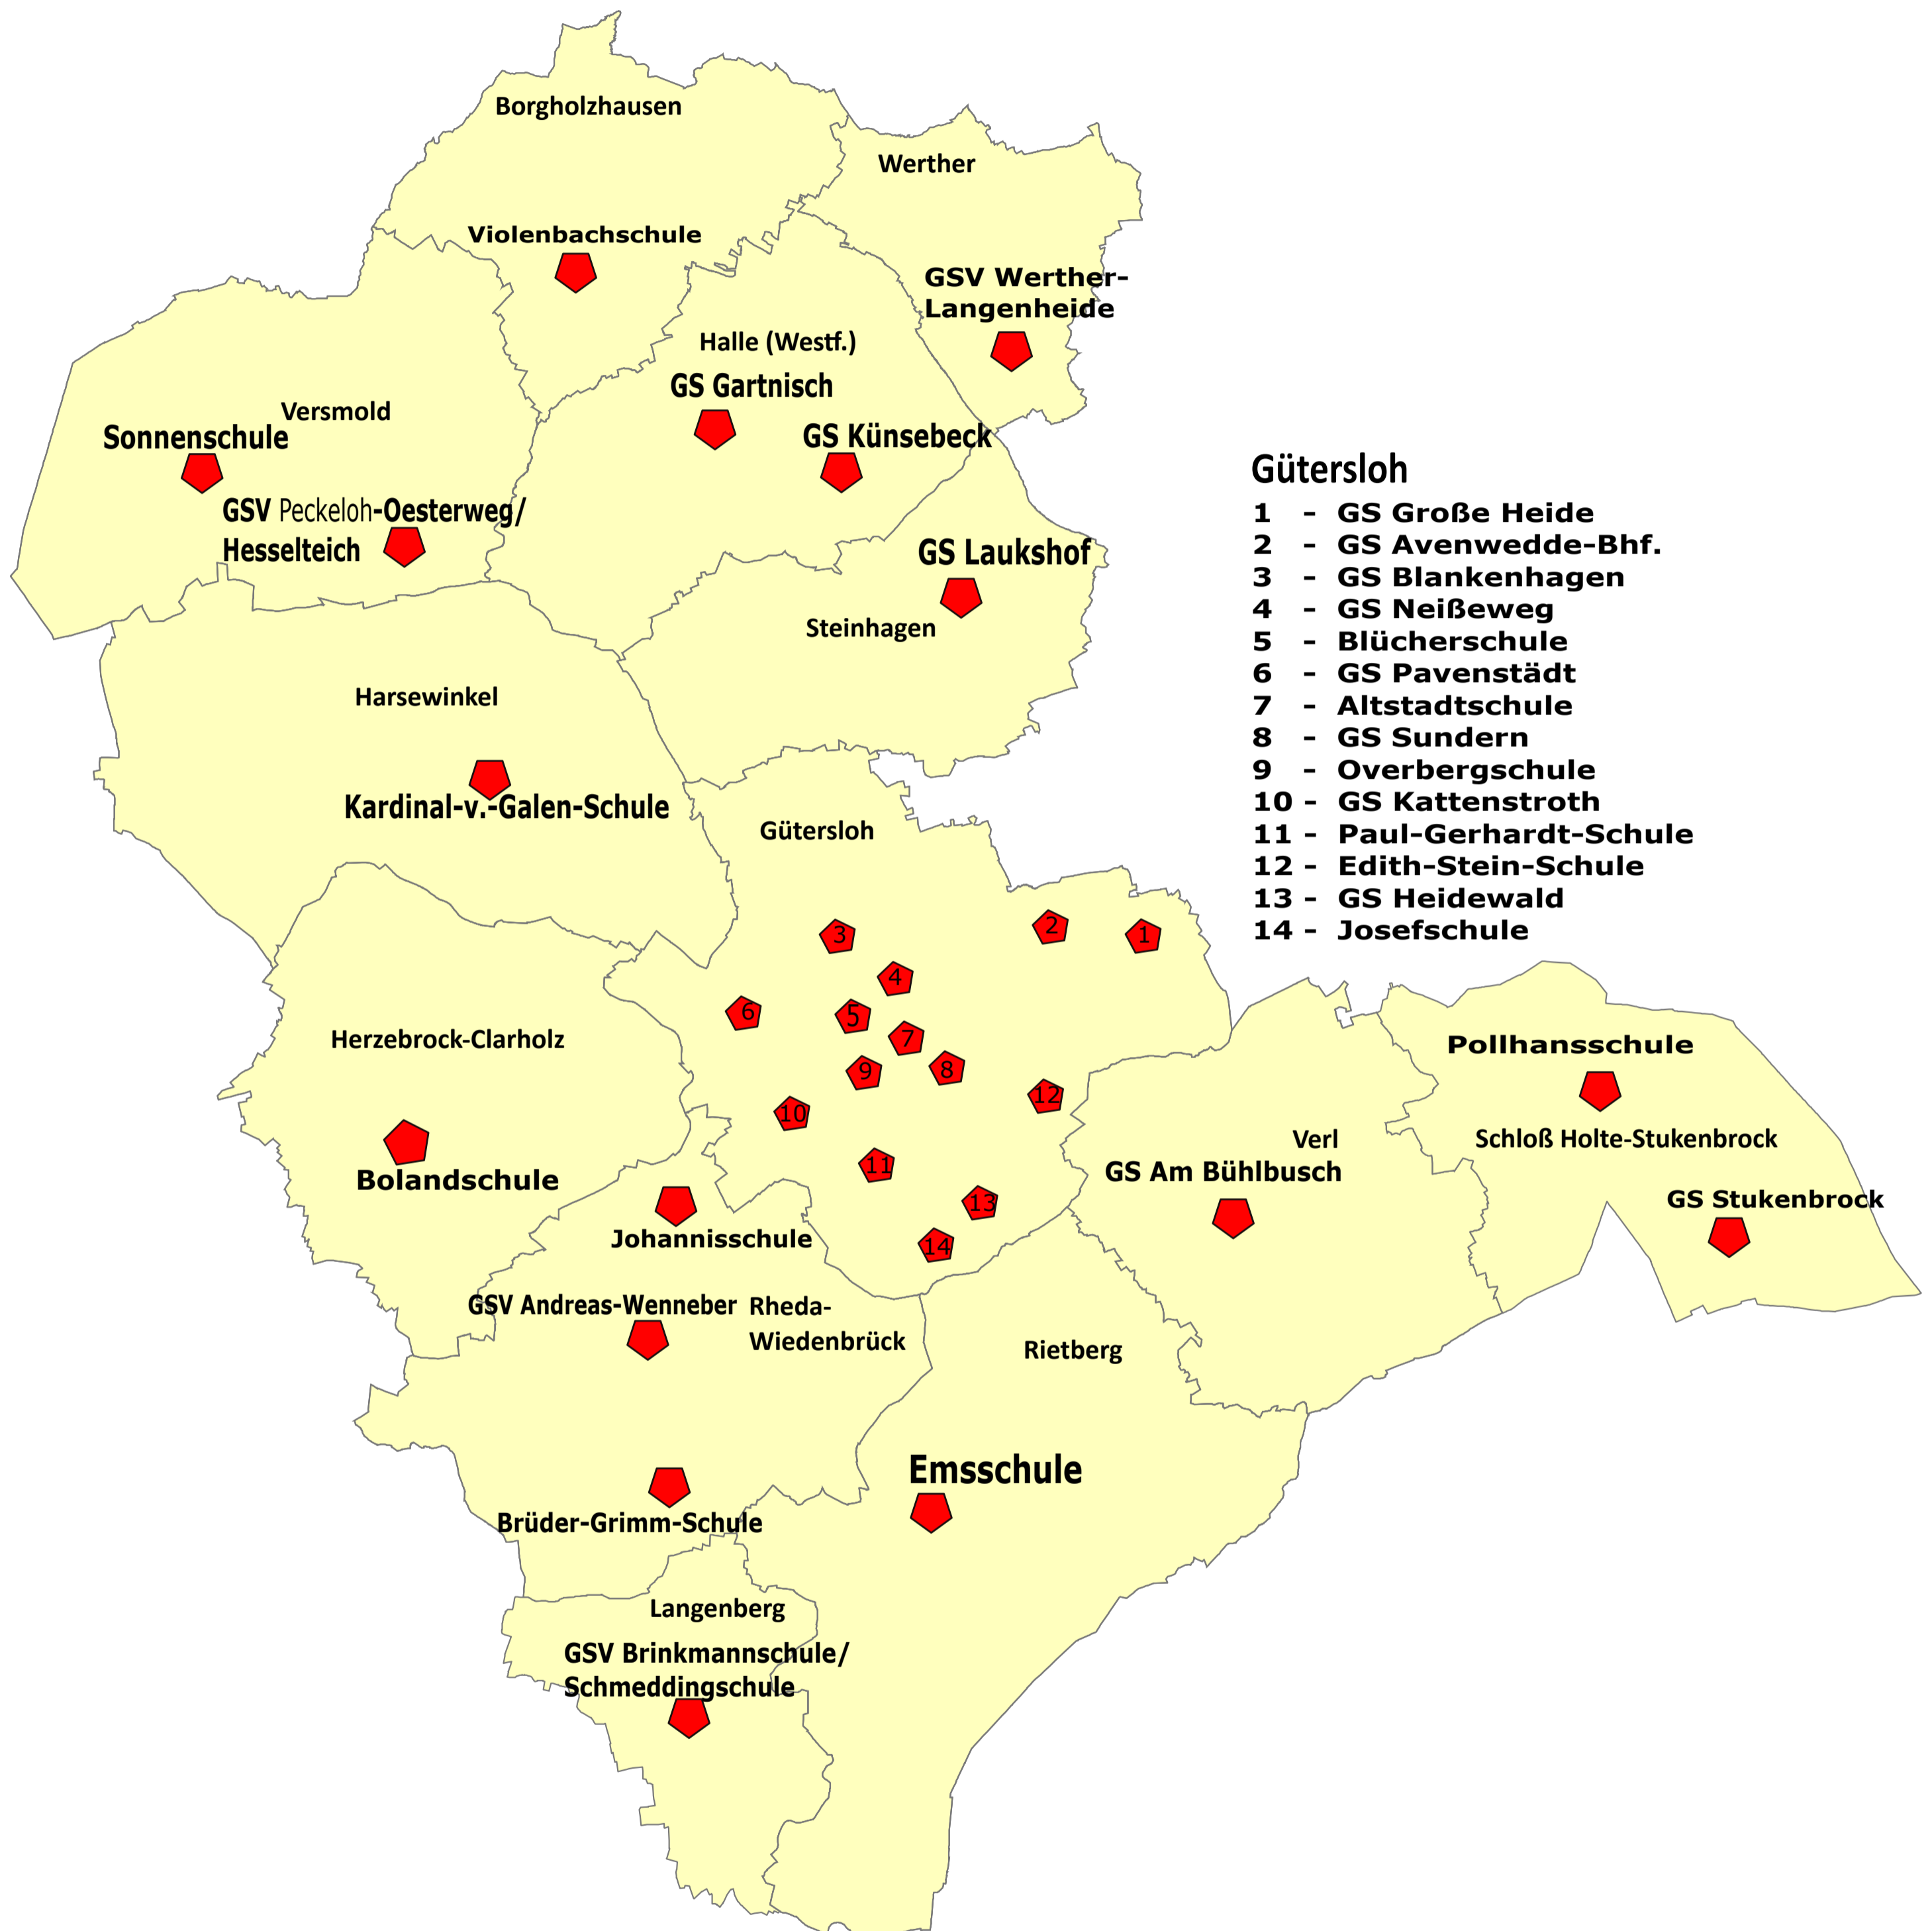 Borgholzhausen
Werther
Violenbachschule
GSV Werther-
Langenheide
Halle (Westf.)
GS Gartnisch
Versmold
Sonnenschule
GS Künsebeck
GSV Peckeloh-Oesterweg/
Hesselteich
GS Laukshof
Steinhagen
Harsewinkel
Kardinal-v.-Galen-Schule
Gütersloh
1 - GS Große Heide
2 - GS Avenwedde-Bhf.
3 - GS Blankenhagen
4 - GS Neißeweg
5 - Blücherschule
6 - GS Pavenstädt
7 - Altstadtschule
8 - GS Sundern
9 - Overbergschule
10 - GS Kattenstroth
11 - Paul-Gerhardt-Schule
12 - Edith-Stein-Schule
13 - GS Heidewald
14 - Josefschule
Gütersloh
3
2
1
4
6
5
7
9
8
12
10
11
13
14
Herzebrock-Clarholz
Bolandschule
Pollhansschule
Verl
Schloß Holte-Stukenbrock
GS Am Bühlbusch
GS Stukenbrock
Johannisschule
GSV Andreas-Wenneber
Rheda-
Wiedenbrück
Rietberg
Emsschule
Brüder-Grimm-Schule
Langenberg
GSV Brinkmannschule/
Schmeddingschule